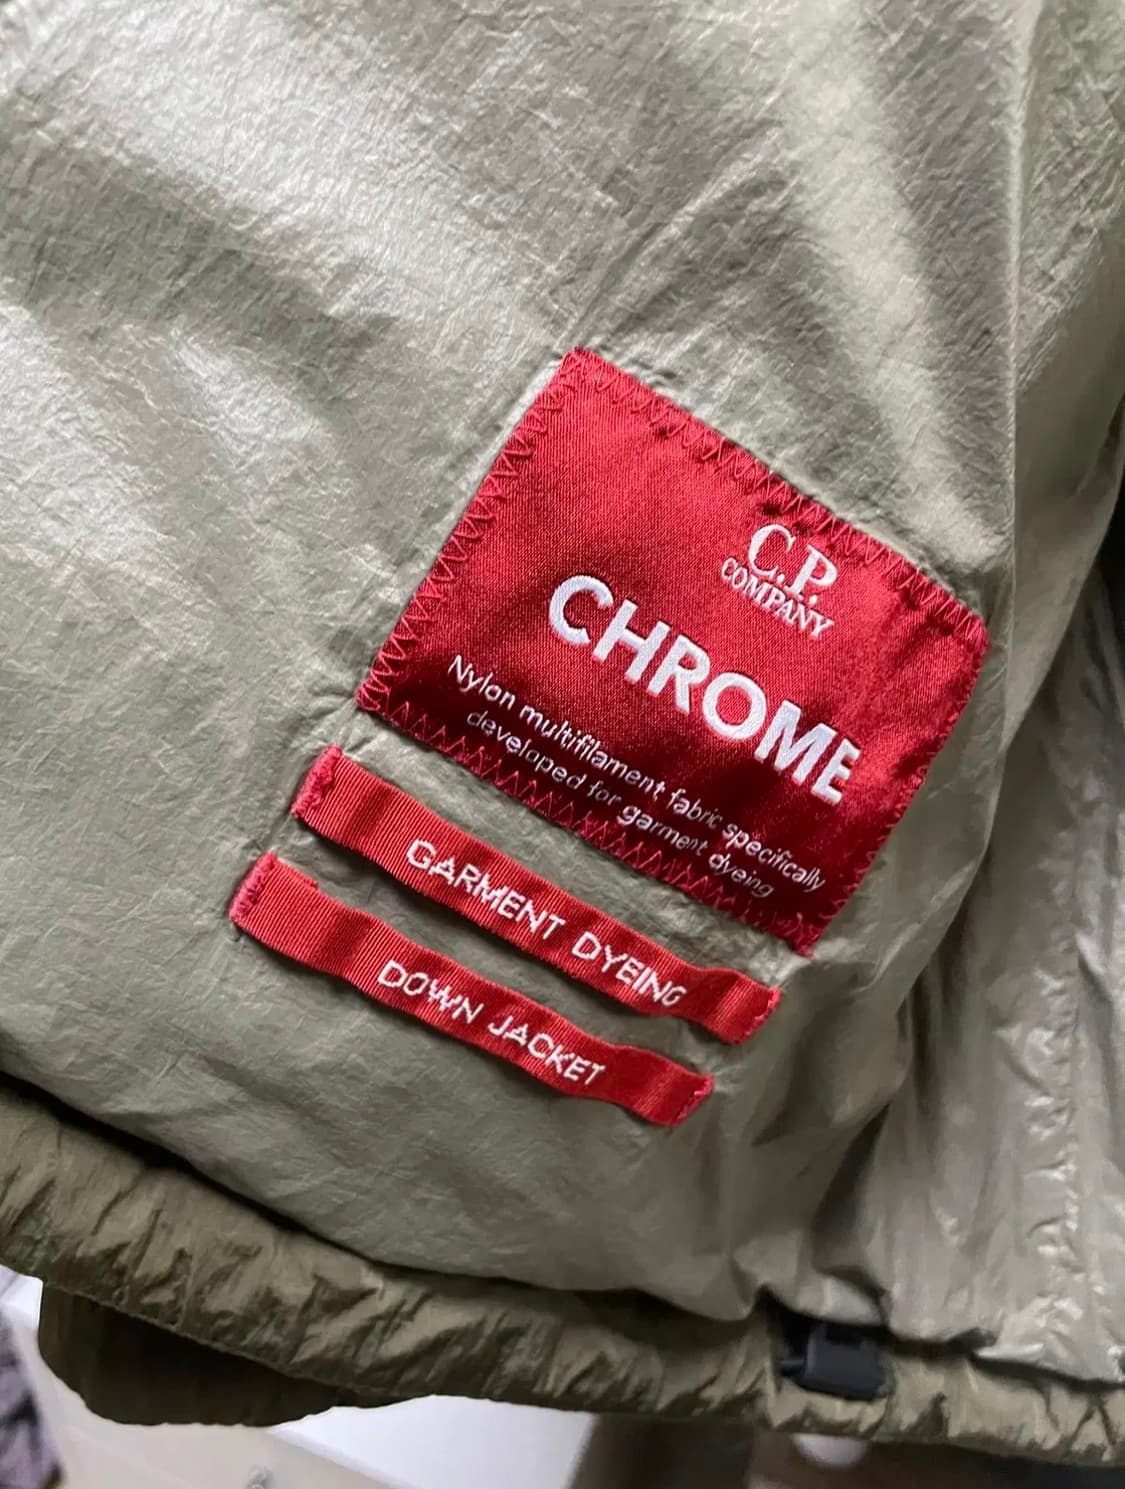 C.P.
COMPANY
CHROME
Nylon multifilament fabric specifically
developed for garment dyeing
GARMENT DYEING
DOWN JACKET